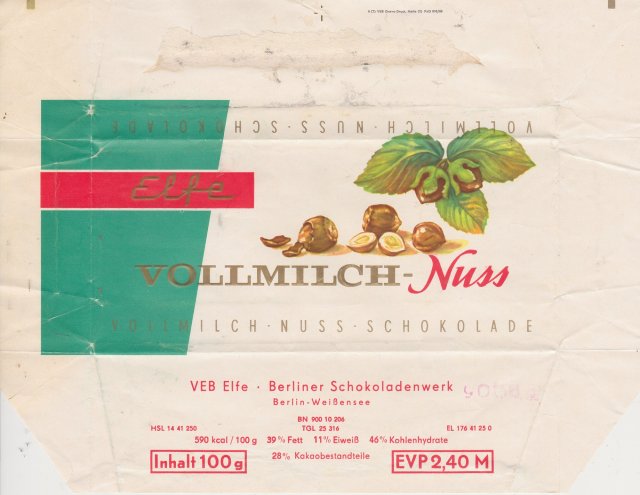 VOLLMILCH · NUSS · SCHOKOLADE
Elfe
VOLLMILCH-Nuss
VOLLMILCH · NUSS · SCHOKOLADE
VEB Elfe · Berliner Schokoladenwerk
Berlin-Weißensee
BN 900 10 206
HSL 14 41 250 TGL 25 316 EL 176 41 25 0
590 kcal / 100 g 39 % Fett 11 % Eiweiß 46 % Kohlenhydrate
Inhalt 100 g 28 % Kakaobestandteile EVP 2,40 M